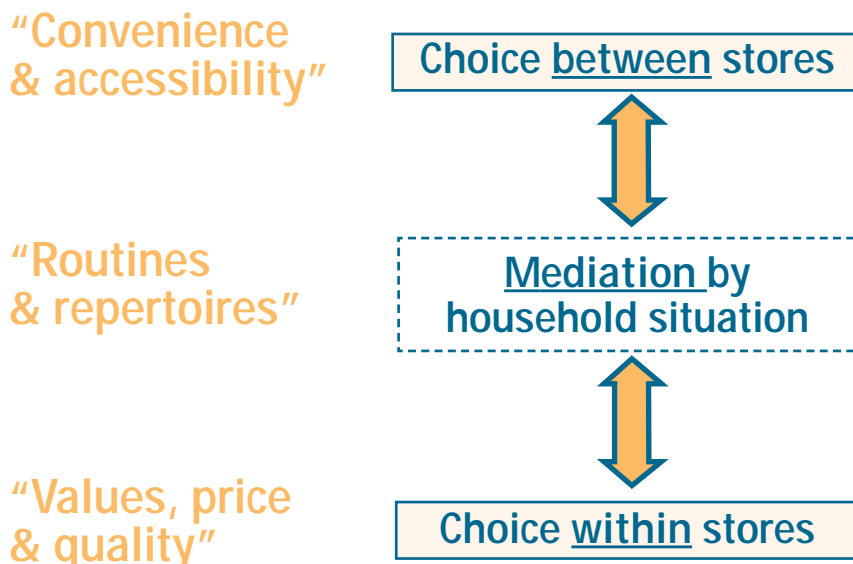 “Convenience
& accessibility”
Choice between stores
“Routines
& repertoires”
Mediation by
household situation
“Values, price
& quality”
Choice within stores